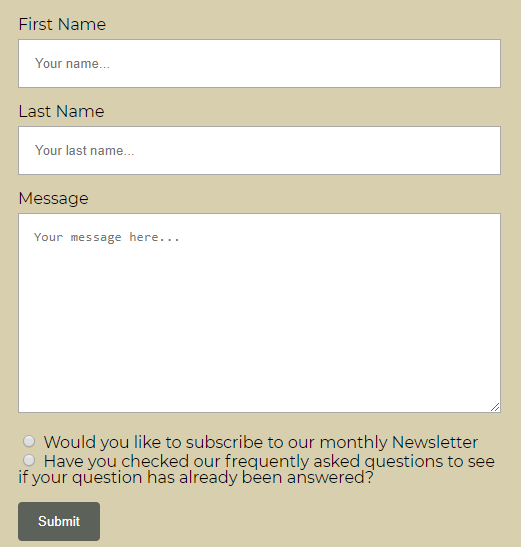 First Name
Your name...
Last Name
Your last name...
Message
Your message here...
Would you like to subscribe to our monthly Newsletter
Have you checked our frequently asked questions to see
if your question has already been answered?
Submit